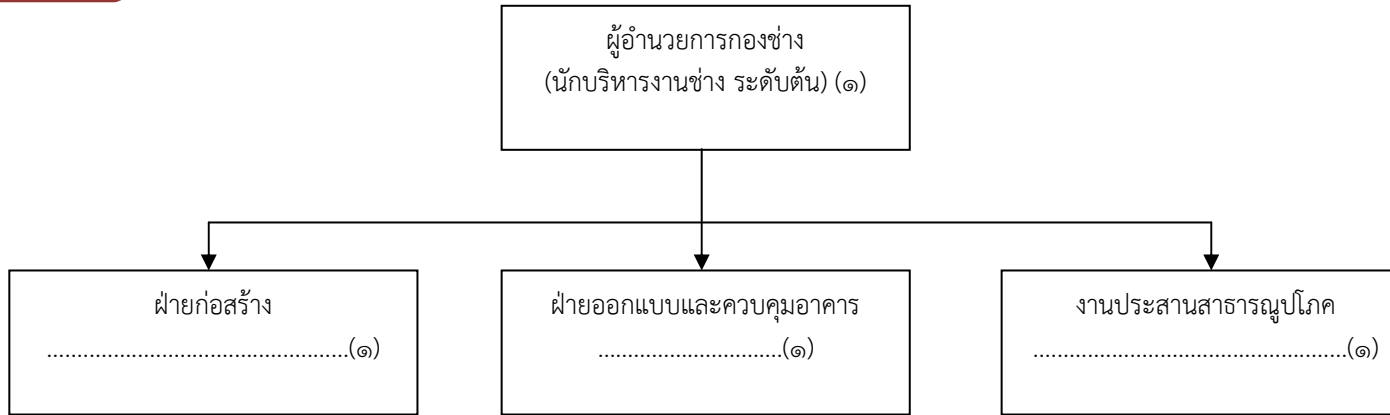 ผู้อำนวยการกองช่าง
(นักบริหารงานช่าง ระดับต้น) (๑)
ฝ่ายก่อสร้าง
..................................................(๑)
ฝ่ายออกแบบและควบคุมอาคาร
..............................(๑)
งานประสานสาธารณูปโภค
....................................................(๑)